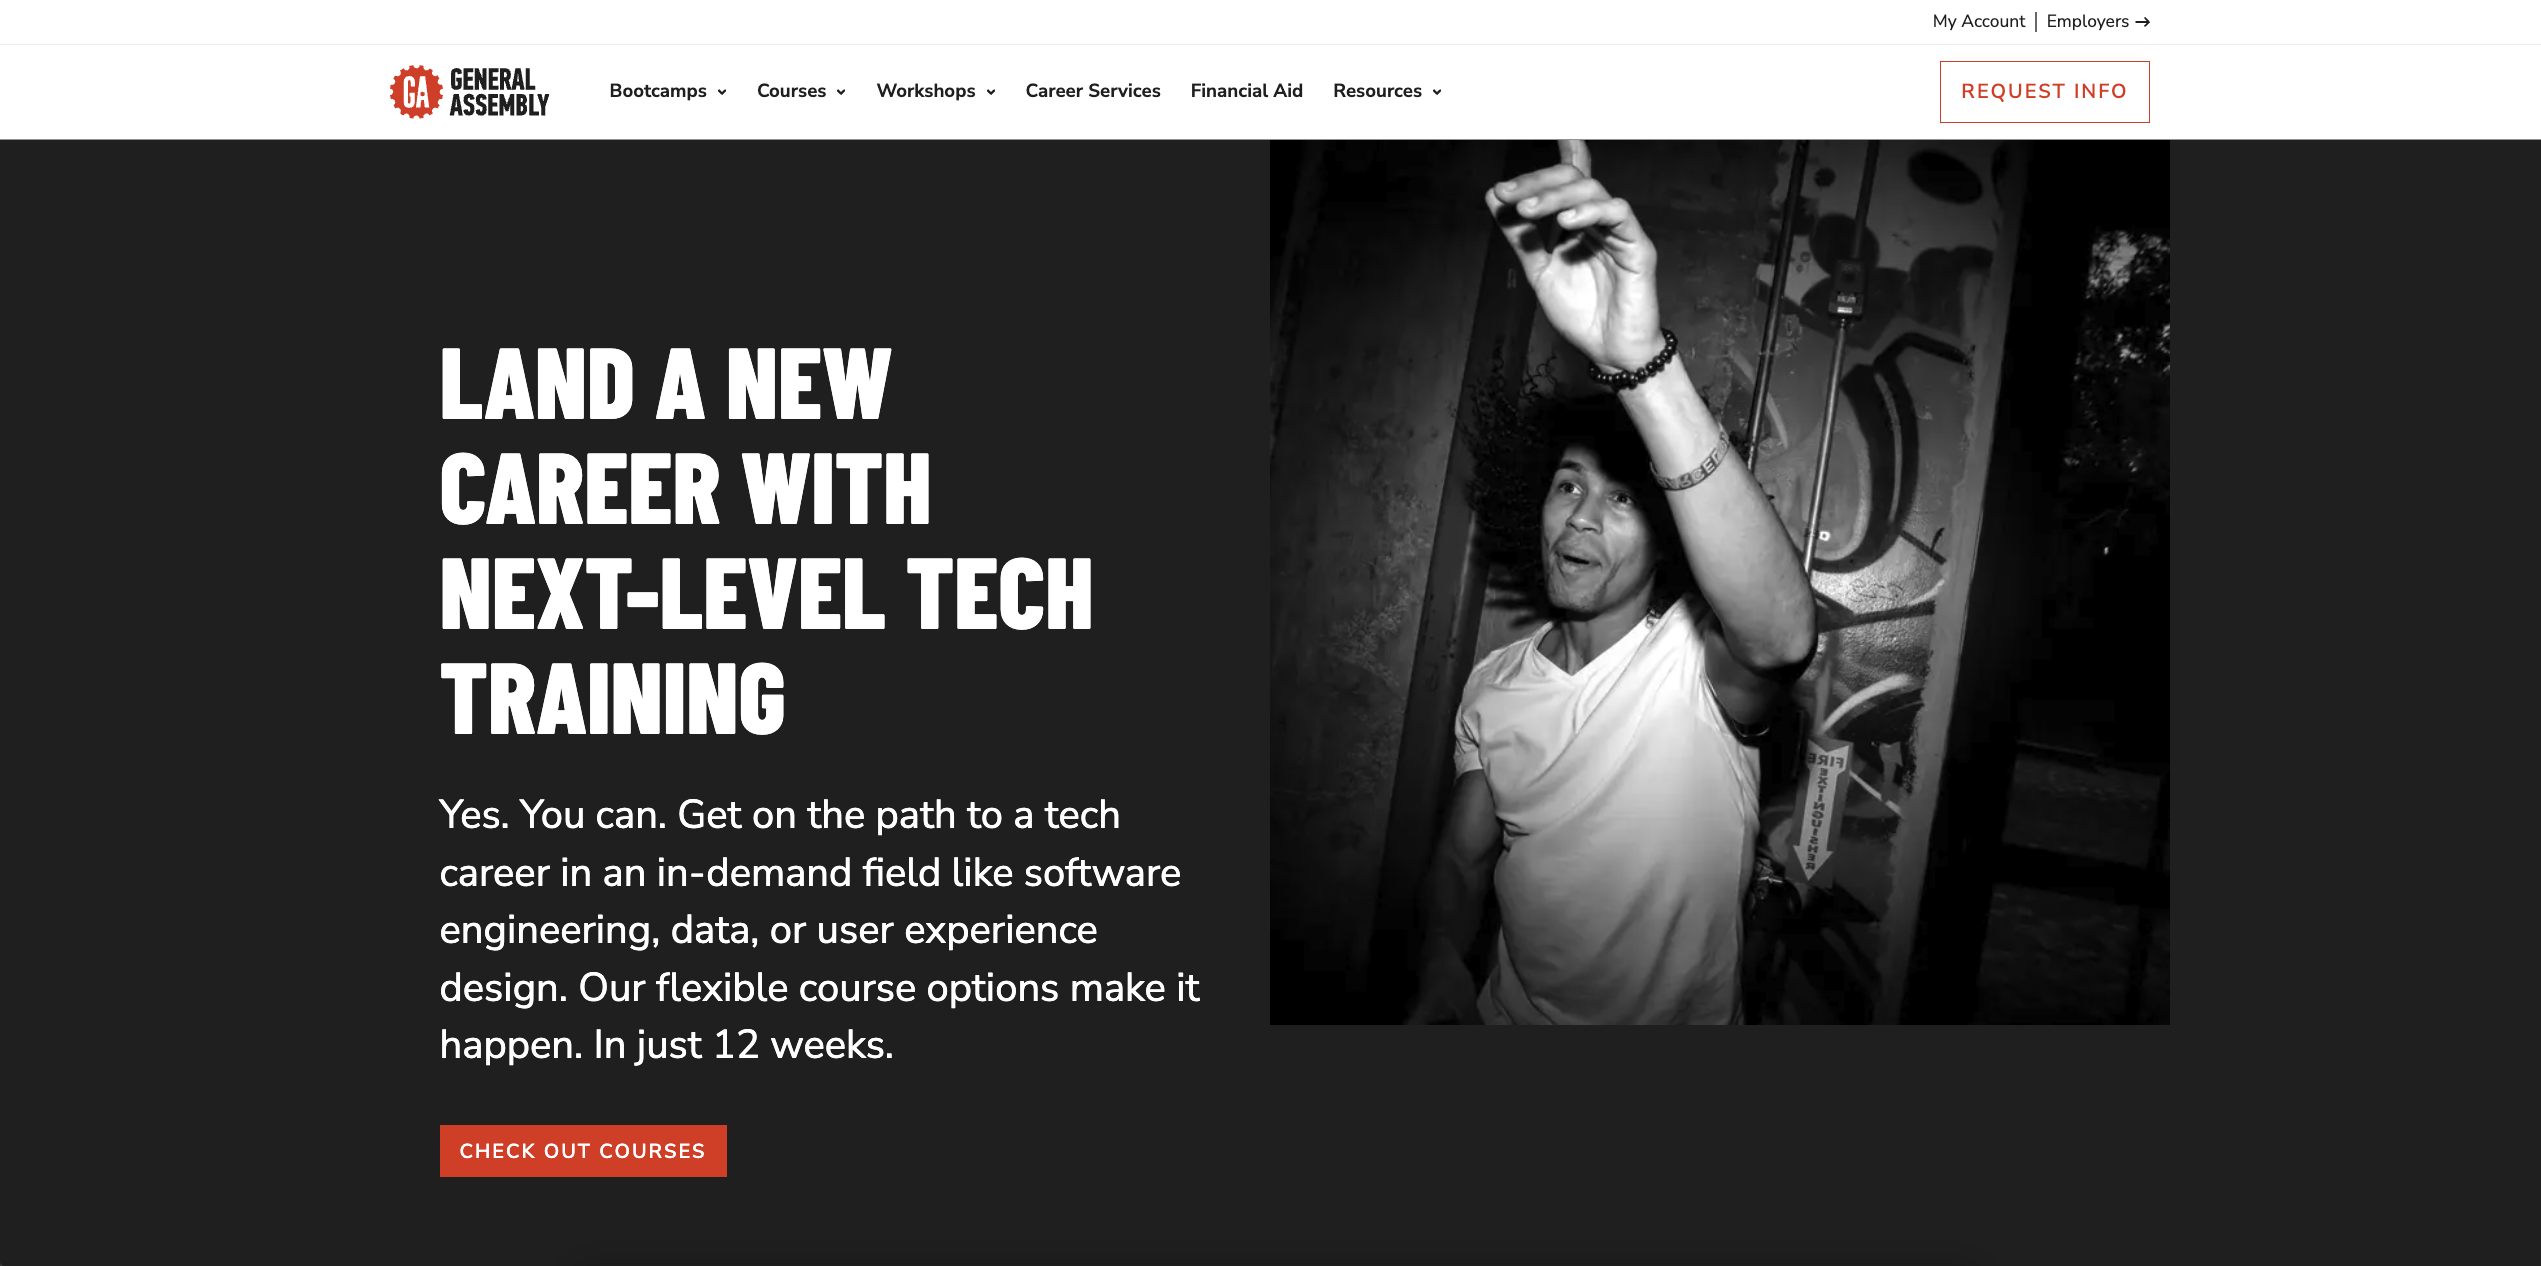 My Account | Employers →
GA GENERAL
ASSEMBLY
Bootcamps Courses Workshops Career Services Financial Aid Resources
REQUEST INFO
LAND A NEW
CAREER WITH
NEXT-LEVEL TECH
TRAINING
Yes. You can. Get on the path to a tech
career in an in-demand field like software
engineering, data, or user experience
design. Our flexible course options make it
happen. In just 12 weeks.
CHECK OUT COURSES
FIRE
EXTINGUISHER